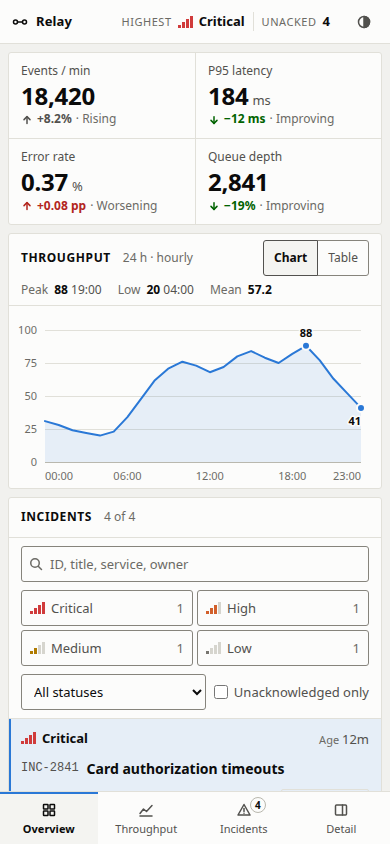 Relay HIGHEST Critical UNACKED 4
Events / min P95 latency
18,420 184 ms
+8.2% · Rising −12 ms · Improving
Error rate Queue depth
0.37 % 2,841
+0.08 pp · Worsening −19% · Improving
THROUGHPUT 24 h · hourly Chart Table
Peak 88 19:00 Low 20 04:00 Mean 57.2
100
88
75
50
41
25
0
00:00 06:00 12:00 18:00 23:00
INCIDENTS 4 of 4
ID, title, service, owner
Critical 1 High 1
Medium 1 Low 1
All statuses Unacknowledged only
Critical Age 12m
INC-2841 Card authorization timeouts
4
Overview Throughput Incidents Detail